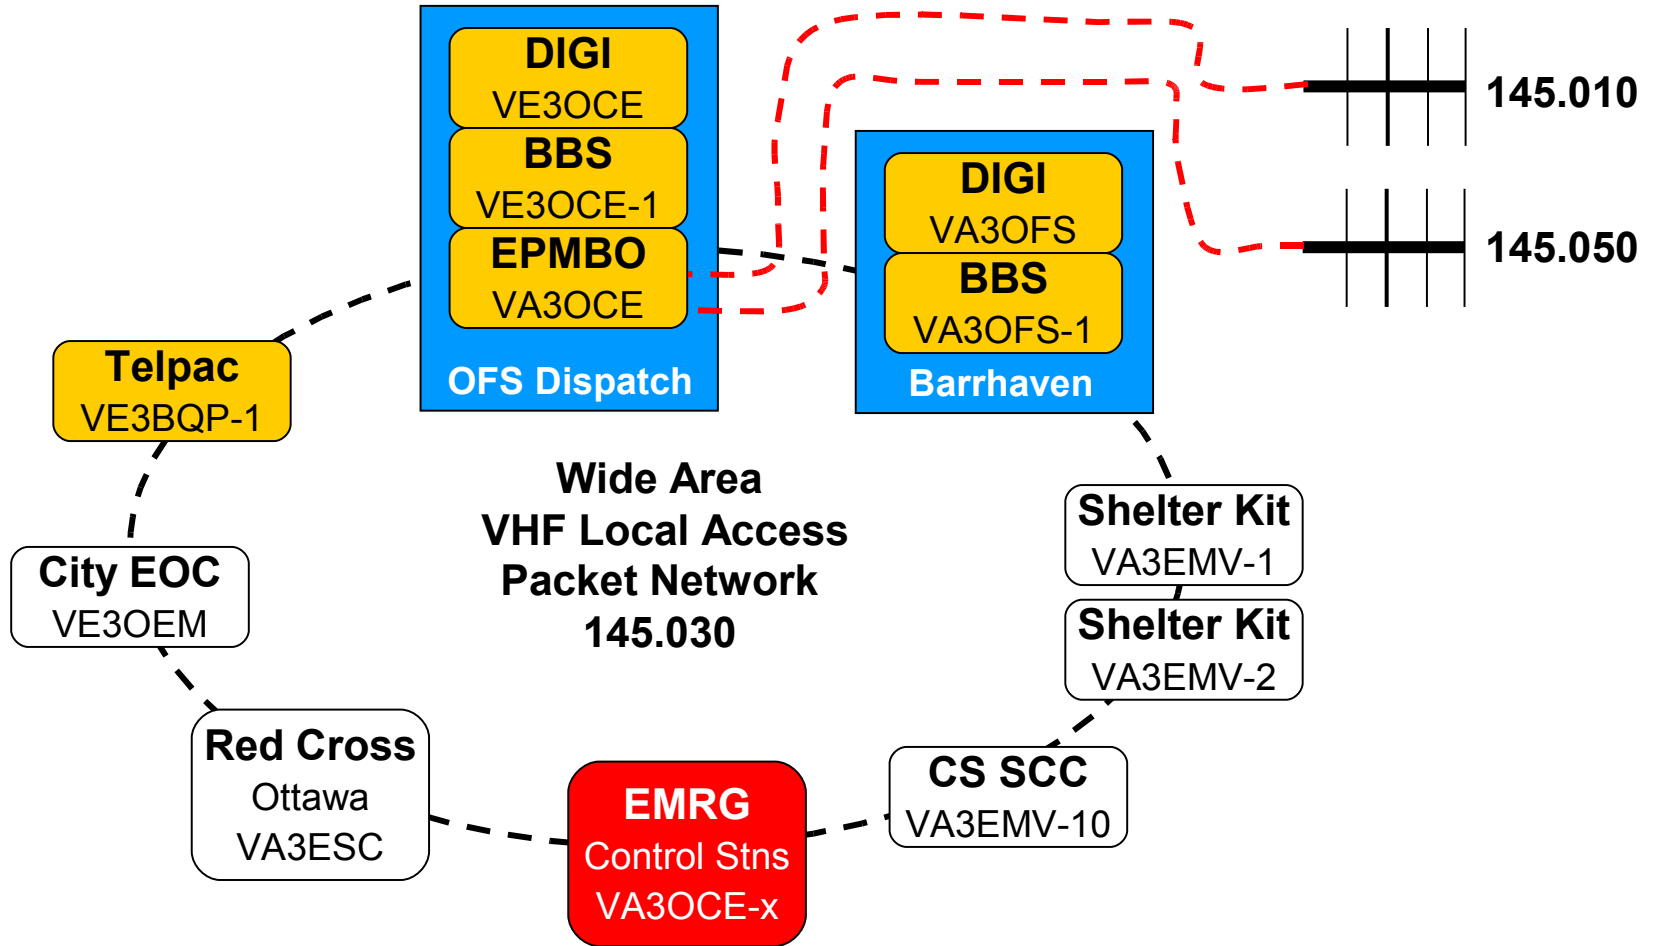 DIGI
VE3OCE
BBS
VE3OCE-1
EPMBO
VA3OCE
OFS Dispatch
DIGI
VA3OFS
BBS
VA3OFS-1
Barrhaven
145.010
145.050
Telpac
VE3BQP-1
City EOC
VE3OEM
Wide Area
VHF Local Access
Packet Network
145.030
Shelter Kit
VA3EMV-1
Shelter Kit
VA3EMV-2
Red Cross
Ottawa
VA3ESC
EMRG
Control Stns
VA3OCE-x
CS SCC
VA3EMV-10